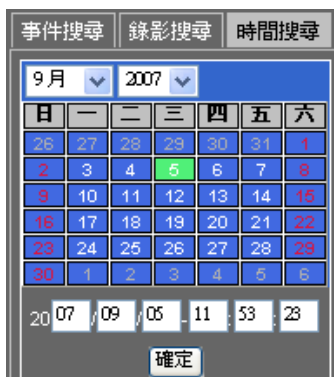 事件搜尋 錄影搜尋 時間搜尋
9月 2007
日 一 二 三 四 五 六
26 27 28 29 30 31 1
2 3 4 5 6 7 8
9 10 11 12 13 14 15
16 17 18 19 20 21 22
23 24 25 26 27 28 29
30 1 2 3 4 5 6
20 07 / 09 / 05 - 11 : 53 : 23
確定